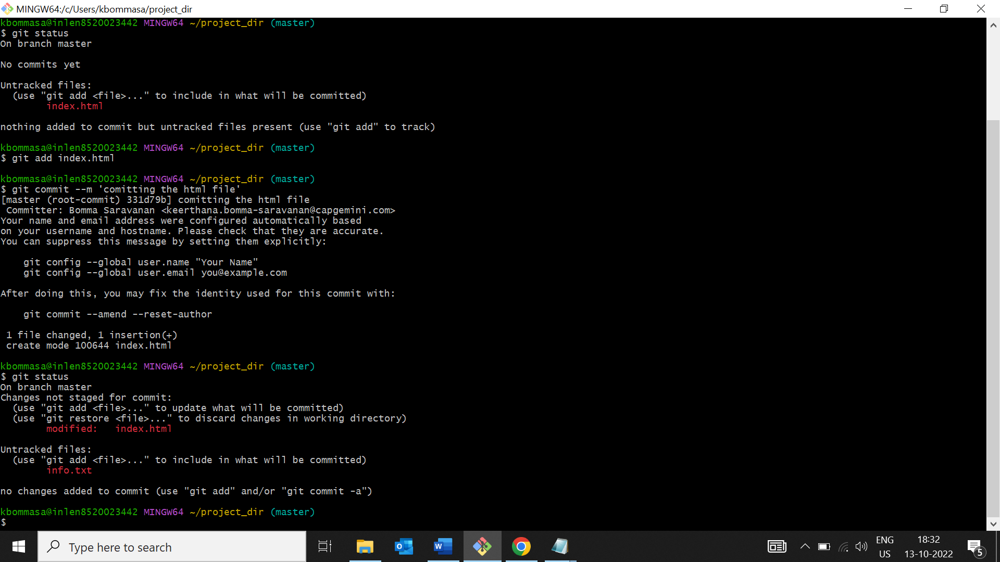 MINGW64:/c/Users/kbommasa/project_dir
kbommasa@inlen8520023442 MINGW64 ~/project_dir (master)
$ git status
On branch master
No commits yet
Untracked files:
  (use "git add <file>..." to include in what will be committed)
        index.html
nothing added to commit but untracked files present (use "git add" to track)
kbommasa@inlen8520023442 MINGW64 ~/project_dir (master)
$ git add index.html
kbommasa@inlen8520023442 MINGW64 ~/project_dir (master)
$ git commit --m 'comitting the html file'
[master (root-commit) 331d79b] comitting the html file
 Committer: Bomma Saravanan <keerthana.bomma-saravanan@capgemini.com>
Your name and email address were configured automatically based
on your username and hostname. Please check that they are accurate.
You can suppress this message by setting them explicitly:
    git config --global user.name "Your Name"
    git config --global user.email you@example.com
After doing this, you may fix the identity used for this commit with:
    git commit --amend --reset-author
 1 file changed, 1 insertion(+)
 create mode 100644 index.html
kbommasa@inlen8520023442 MINGW64 ~/project_dir (master)
$ git status
On branch master
Changes not staged for commit:
  (use "git add <file>..." to update what will be committed)
  (use "git restore <file>..." to discard changes in working directory)
        modified:   index.html
Untracked files:
  (use "git add <file>..." to include in what will be committed)
        info.txt
no changes added to commit (use "git add" and/or "git commit -a")
kbommasa@inlen8520023442 MINGW64 ~/project_dir (master)
$
Type here to search
ENG
US
18:32
13-10-2022
5